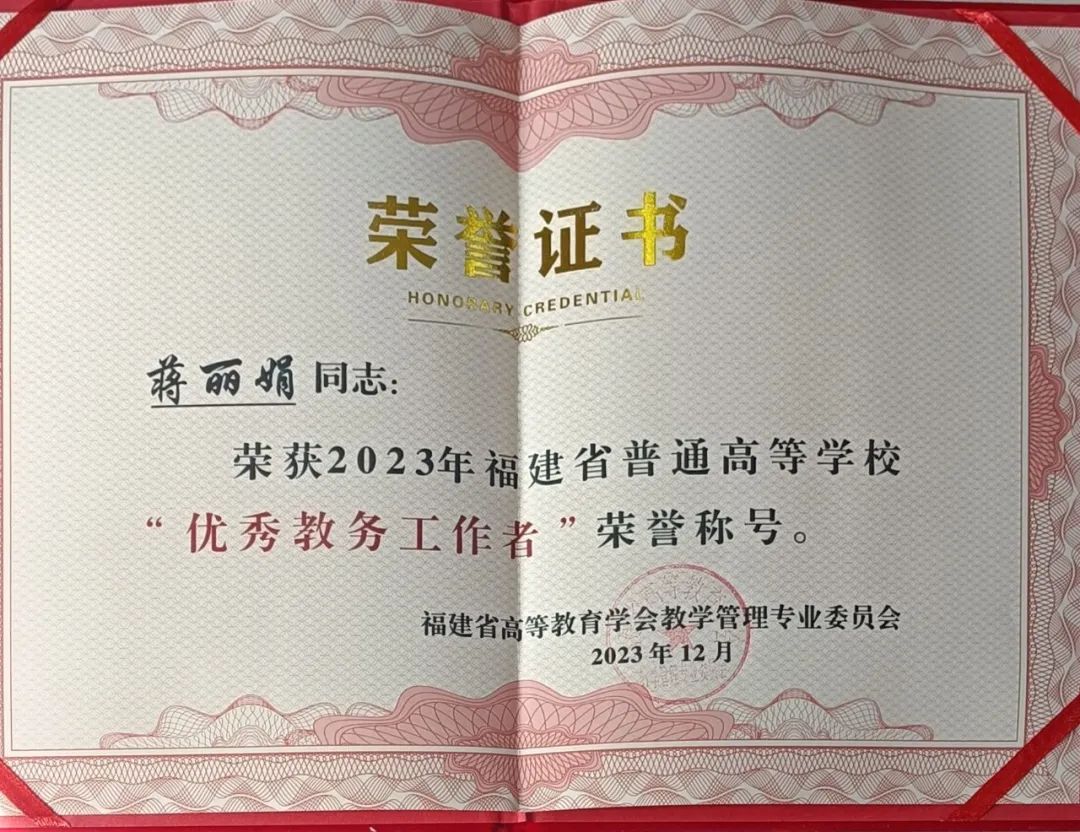 荣誉证书
HONORARY CREDENTIAL
蒋丽娟 同志:
荣获2023年福建省普通高等学校
“优秀教务工作者”荣誉称号。
福建省高等教育学会教学管理专业委员会
2023年12月